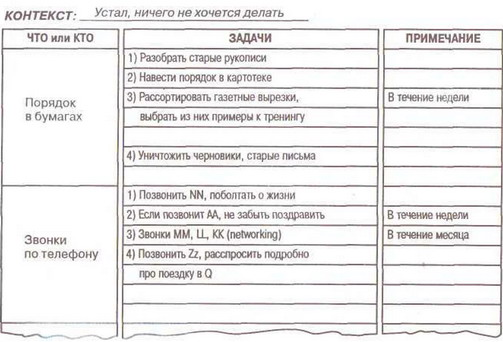 КОНТЕКСТ: Устал, ничего не хочется делать
ЧТО или КТО ЗАДАЧИ ПРИМЕЧАНИЕ
Порядок
в бумагах
1) Разобрать старые рукописи
2) Навести порядок в картотеке
3) Рассортировать газетные вырезки, В течение недели
выбрать из них примеры к тренингу
4) Уничтожить черновики, старые письма
Звонки
по телефону
1) Позвонить NN, поболтать о жизни
2) Если позвонит АА, не забыть поздравить В течение недели
3) Звонки ММ, LL, КК (networking) В течение месяца
4) Позвонить Zz, расспросить подробно
про поездку в Q